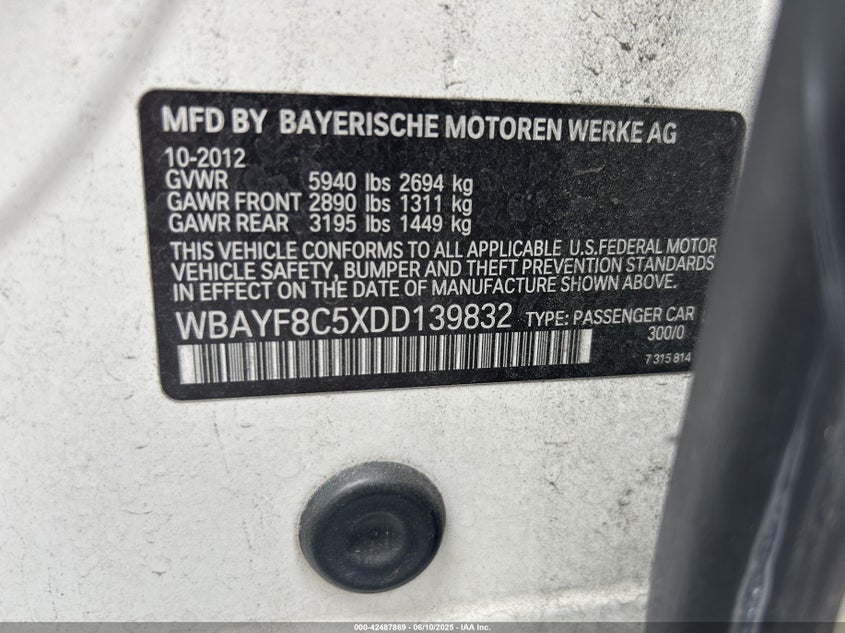 MFD BY BAYERISCHE MOTOREN WERKE AG
10-2012
GVWR 5940 lbs 2694 kg
GAWR FRONT 2890 lbs 1311 kg
GAWR REAR 3195 lbs 1449 kg
THIS VEHICLE CONFORMS TO ALL APPLICABLE U.S.FEDERAL MOTOR
VEHICLE SAFETY, BUMPER AND THEFT PREVENTION STANDARDS
IN EFFECT ON THE DATE OF MANUFACTURE SHOWN ABOVE.
WBAYF8C5XDD139832 TYPE: PASSENGER CAR
300/0
7 315 814
000-42487869 - 06/10/2025 - IAA Inc.